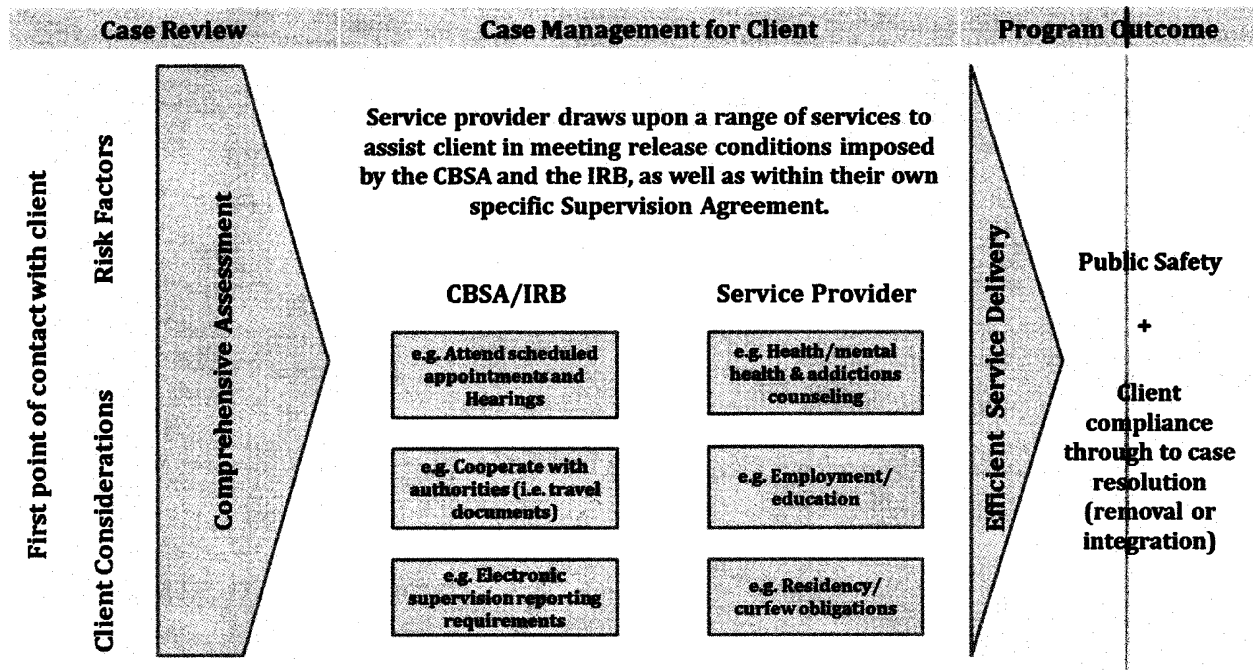 Case Review
Case Management for Client
Program Outcome
First point of contact with client
Risk Factors
Client Considerations
Comprehensive Assessment
Service provider draws upon a range of services to
assist client in meeting release conditions imposed
by the CBSA and the IRB, as well as within their own
specific Supervision Agreement.
CBSA/IRB
e.g. Attend scheduled
appointments and
Hearings
e.g. Cooperate with
authorities (i.e. travel
documents)
e.g. Electronic
supervision reporting
requirements
Service Provider
e.g. Health/mental
health & addictions
counseling
e.g. Employment/
education
e.g. Residency/
curfew obligations
Efficient Service Delivery
Public Safety
+
Client
compliance
through to case
resolution
(removal or
integration)